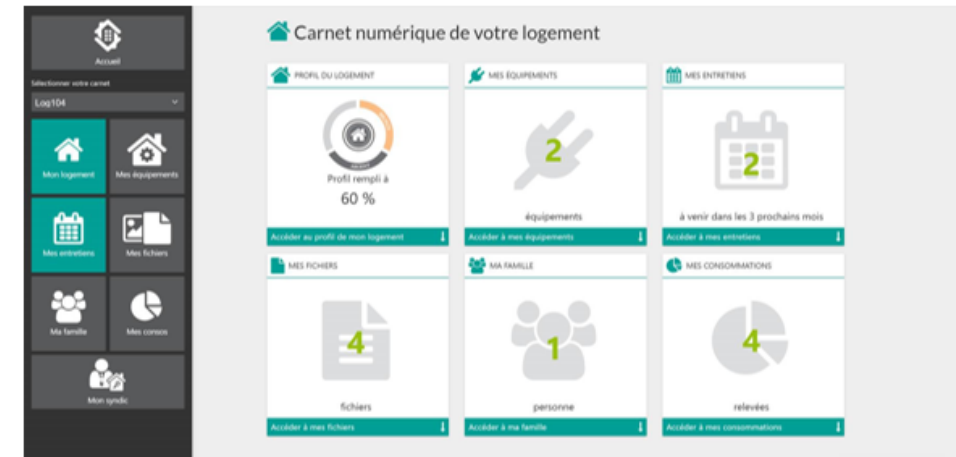 Accueil
Sélectionner votre carnet
Log104
Mon logement
Mes équipements
Mes entretiens
Mes fichiers
Ma famille
Mes consos
Mon syndic
Carnet numérique de votre logement
PROFIL DU LOGEMENT
Profil rempli à
60 %
Accéder au profil de mon logement
MES ÉQUIPEMENTS
2
équipements
Accéder à mes équipements
MES ENTRETIENS
2
à venir dans les 3 prochains mois
Accéder à mes entretiens
MES FICHIERS
4
fichiers
Accéder à mes fichiers
MA FAMILLE
1
personne
Accéder à ma famille
MES CONSOMMATIONS
4
relevées
Accéder à mes consommations